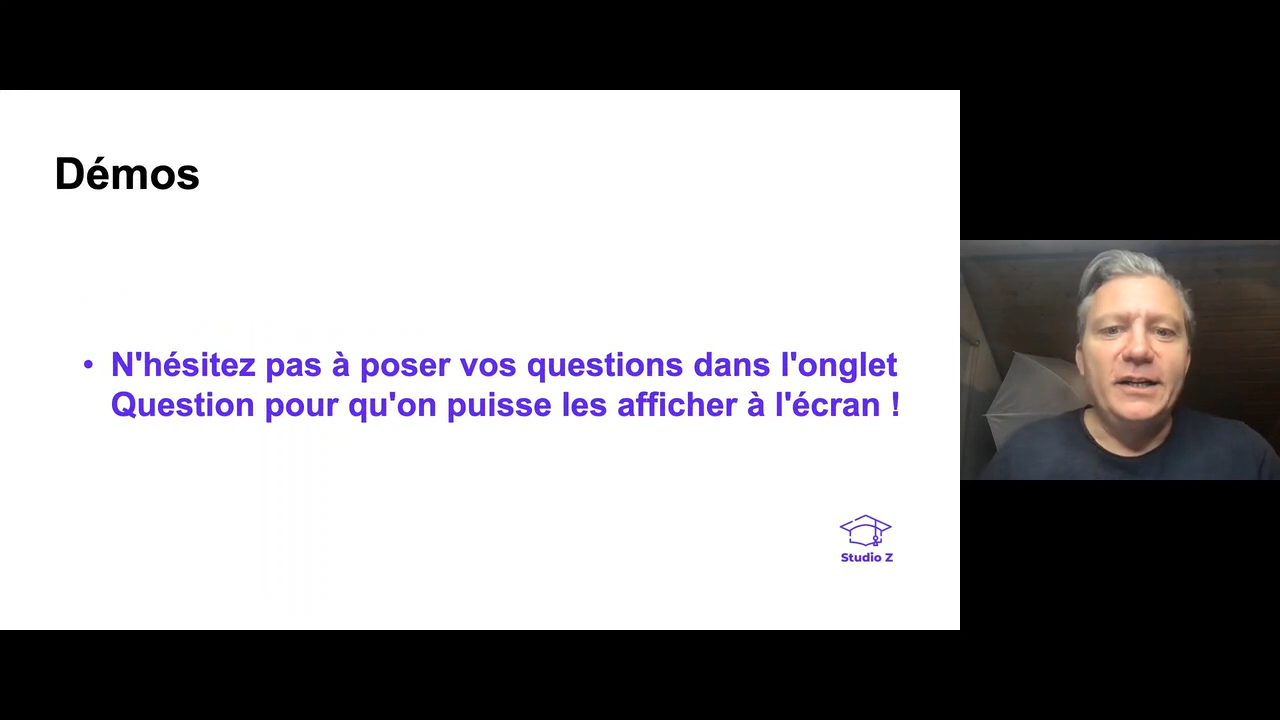 Démos
• N'hésitez pas à poser vos questions dans l'onglet
Question pour qu'on puisse les afficher à l'écran !
Studio Z